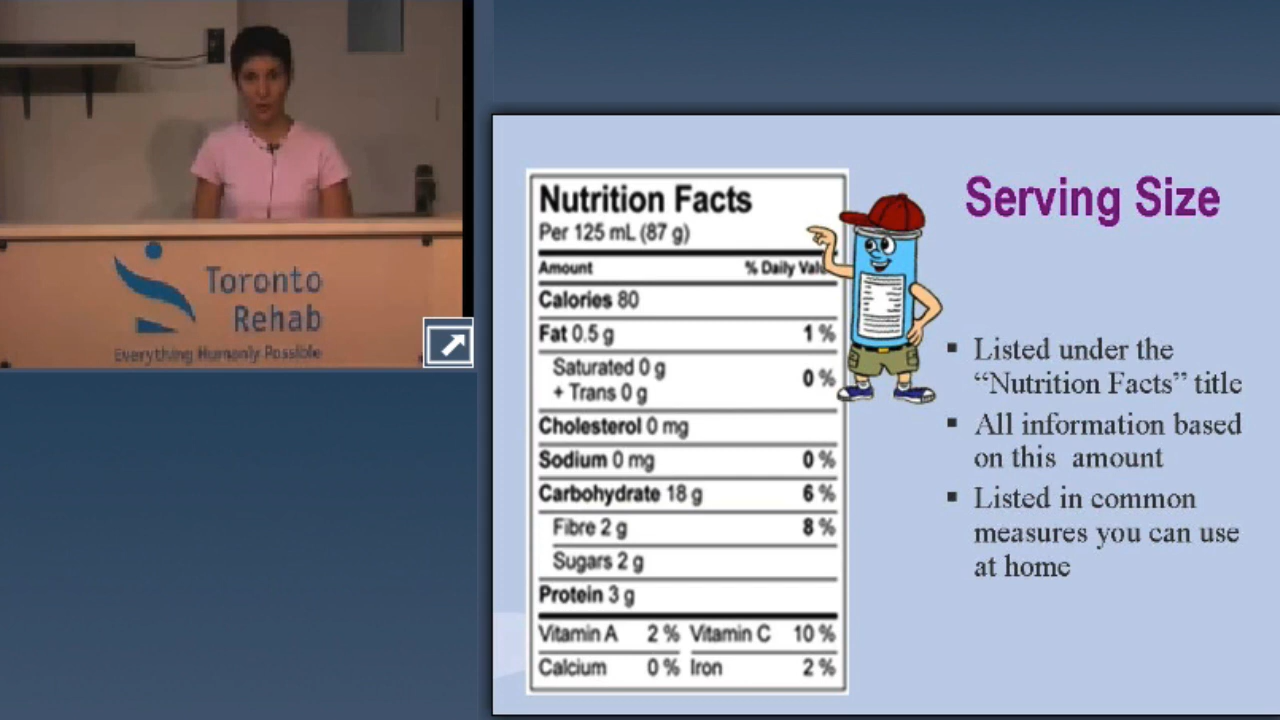 Toronto
Rehab
Everything Humanly Possible
Nutrition Facts
Per 125 mL (87 g)
Amount % Daily
Calories 80
Fat 0.5 g 1 %
Saturated 0 g
+ Trans 0 g 0 %
Cholesterol 0 mg
Sodium 0 mg 0 %
Carbohydrate 18 g 6 %
Fibre 2 g 8 %
Sugars 2 g
Protein 3 g
Vitamin A 2 % Vitamin C 10 %
Calcium 0 % Iron 2 %
Serving Size
▪ Listed under the
“Nutrition Facts” title
▪ All information based
on this amount
▪ Listed in common
measures you can use
at home